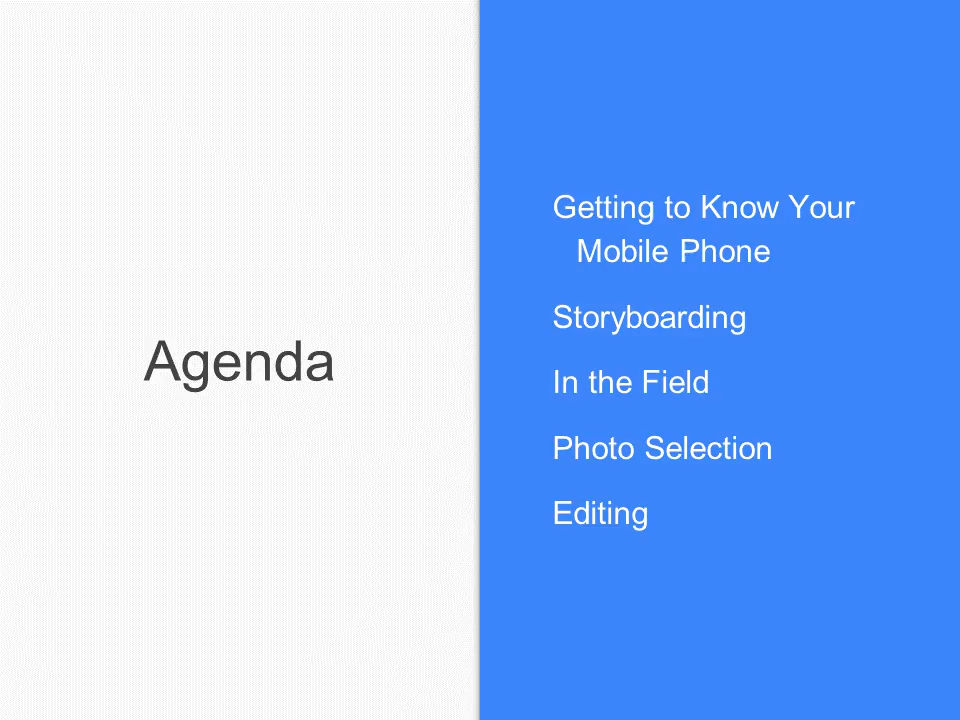 Agenda
Getting to Know Your
Mobile Phone
Storyboarding
In the Field
Photo Selection
Editing